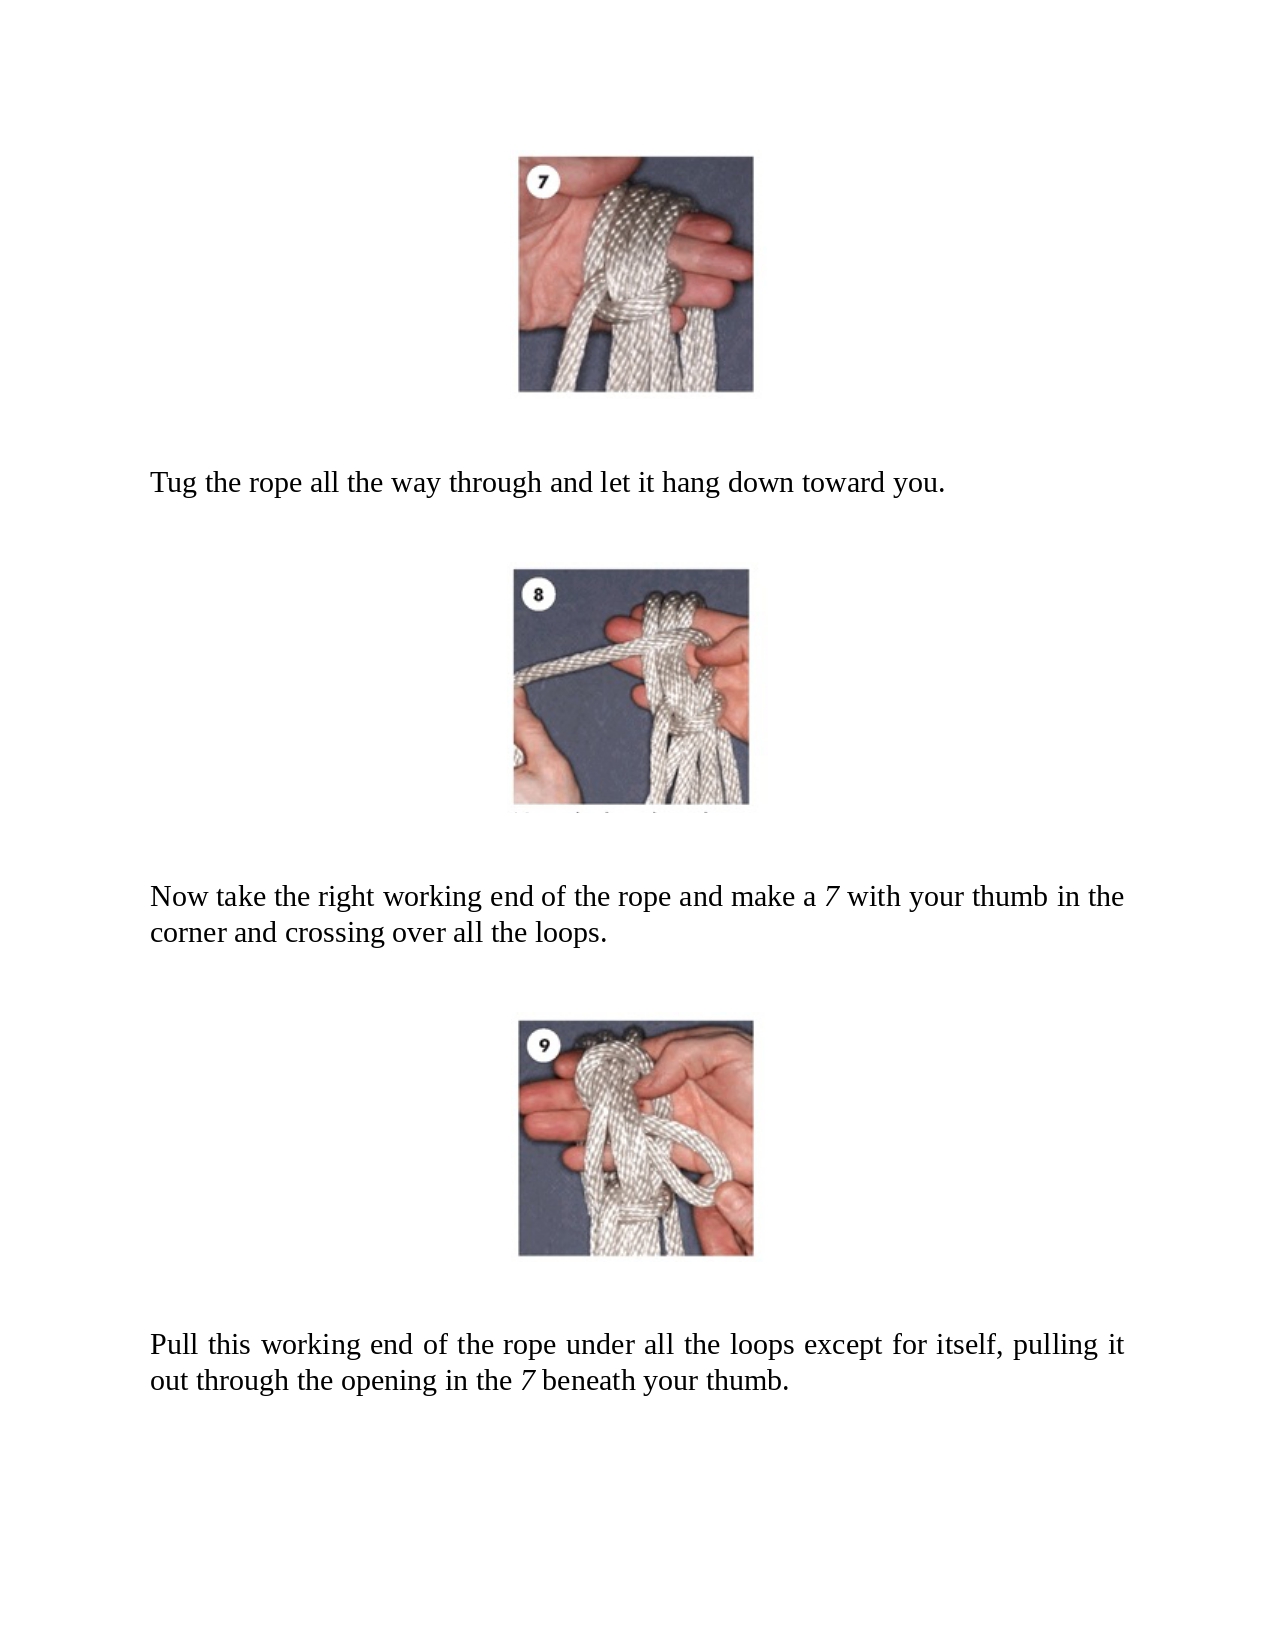 7
Tug the rope all the way through and let it hang down toward you.
8
Now take the right working end of the rope and make a 7 with your thumb in the
corner and crossing over all the loops.
9
Pull this working end of the rope under all the loops except for itself, pulling it
out through the opening in the 7 beneath your thumb.